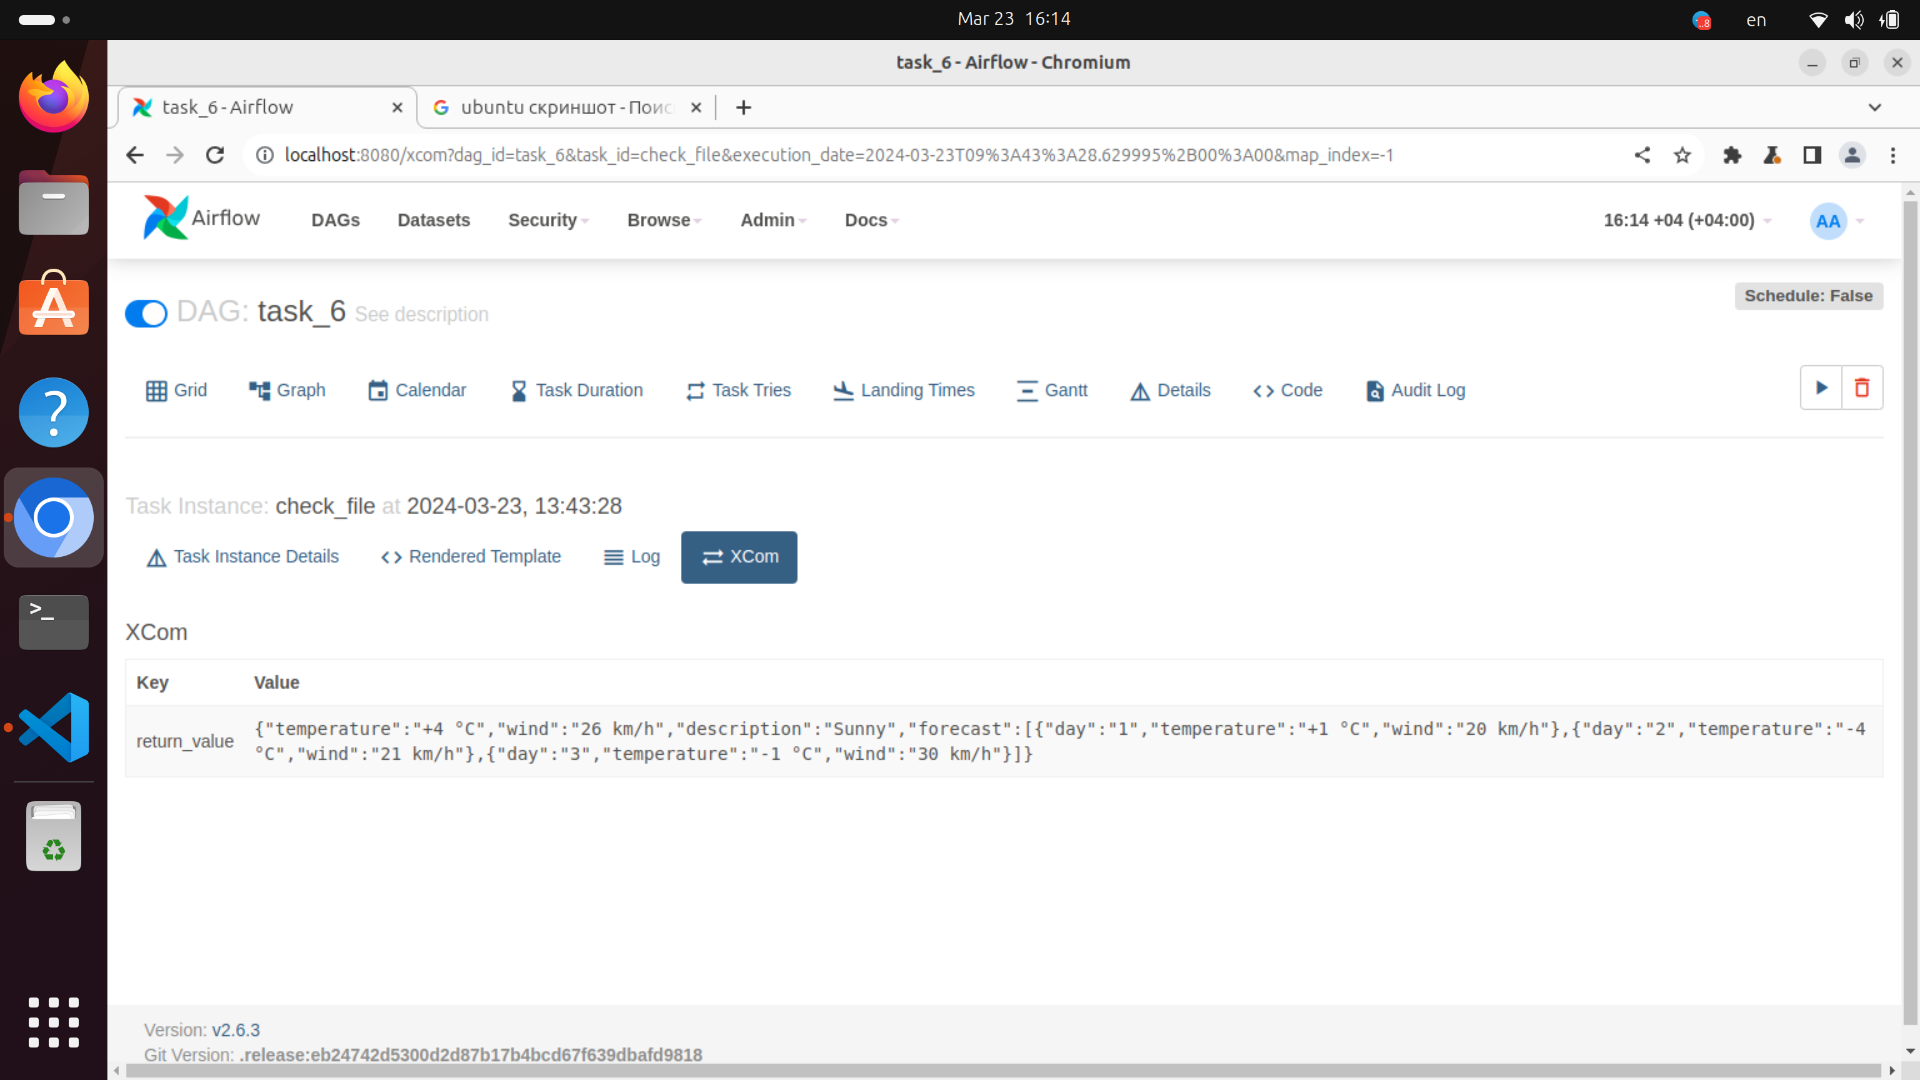 Mar 23 16:14
en
task_6 - Airflow - Chromium
task_6 - Airflow
ubuntu скриншот - Поис
localhost:8080/xcom?dag_id=task_6&task_id=check_file&execution_date=2024-03-23T09%3A43%3A28.629995%2B00%3A00&map_index=-1
Airflow DAGs Datasets Security Browse Admin Docs 16:14 +04 (+04:00) AA
Schedule: False
DAG: task_6 See description
Grid Graph Calendar Task Duration Task Tries Landing Times Gantt Details Code Audit Log
Task Instance: check_file at 2024-03-23, 13:43:28
Task Instance Details Rendered Template Log XCom
XCom
Key Value
return_value
{"temperature":"+4 °C","wind":"26 km/h","description":"Sunny","forecast":[{"day":"1","temperature":"+1 °C","wind":"20 km/h"},{"day":"2","temperature":"-4
°C","wind":"21 km/h"},{"day":"3","temperature":"-1 °C","wind":"30 km/h"}]}
Version: v2.6.3
Git Version: .release:eb24742d5300d2d87b17b4bcd67f639dbafd9818